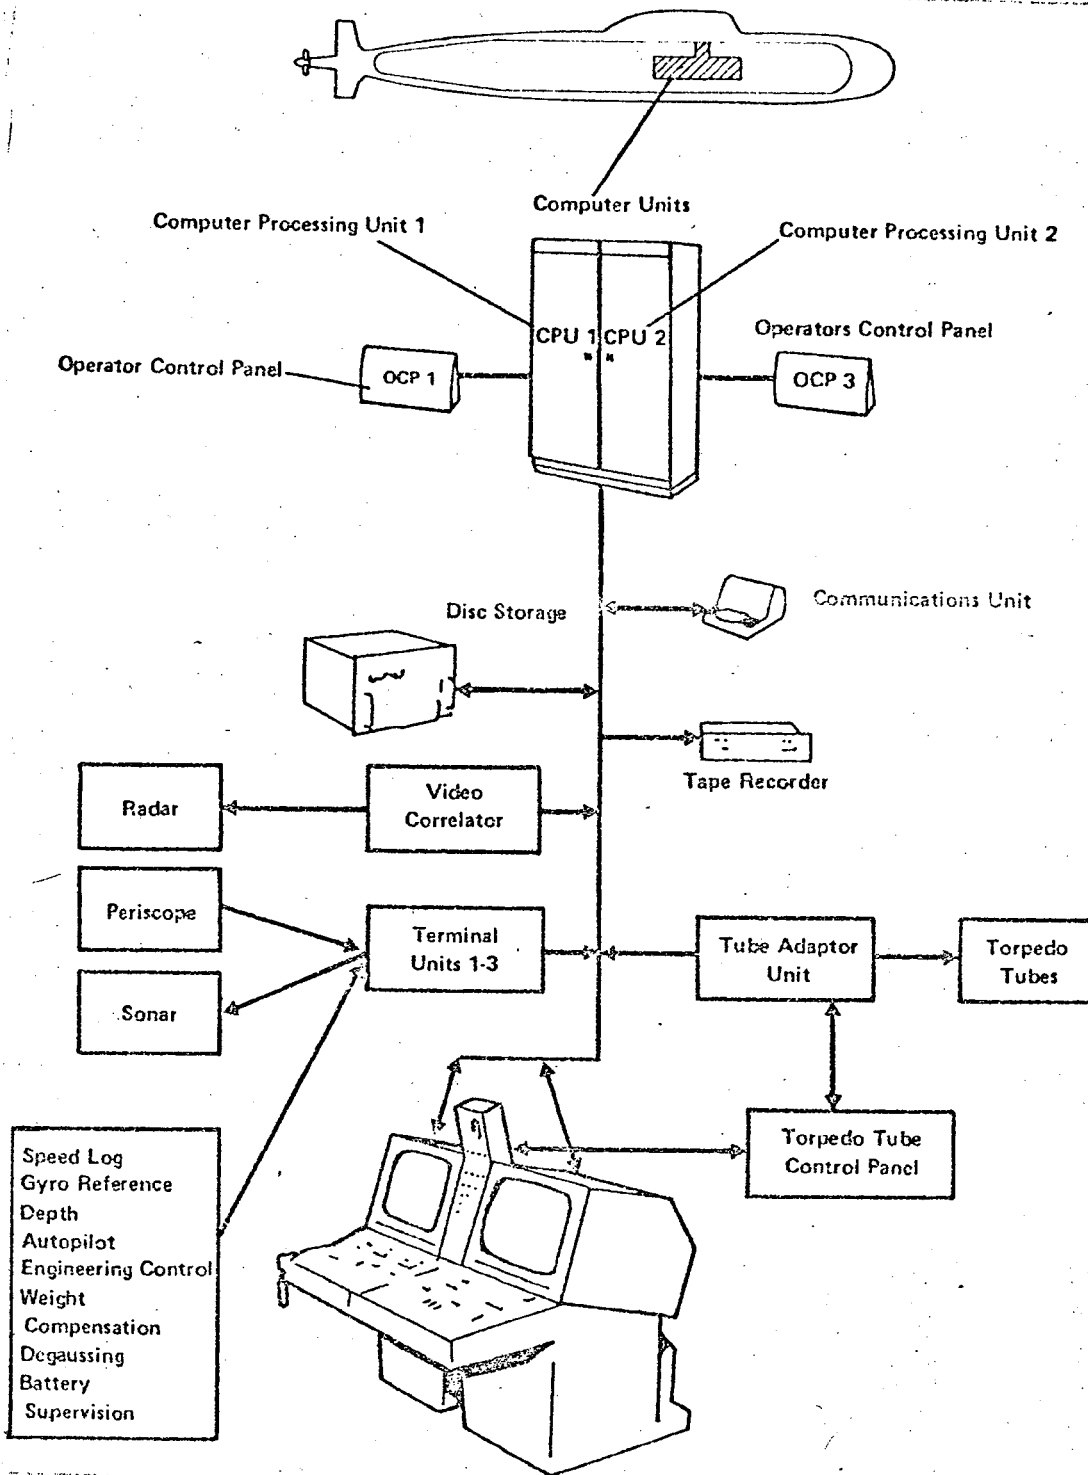 Computer Units
Computer Processing Unit 1
Computer Processing Unit 2
CPU 1
CPU 2
Operators Control Panel
Operator Control Panel
OCP 1
OCP 3
Disc Storage
Communications Unit
Tape Recorder
Radar
Video
Correlator
Periscope
Terminal
Units 1-3
Sonar
Tube Adaptor
Unit
Torpedo
Tubes
Torpedo Tube
Control Panel
Speed Log
Gyro Reference
Depth
Autopilot
Engineering Control
Weight
Compensation
Degaussing
Battery
Supervision